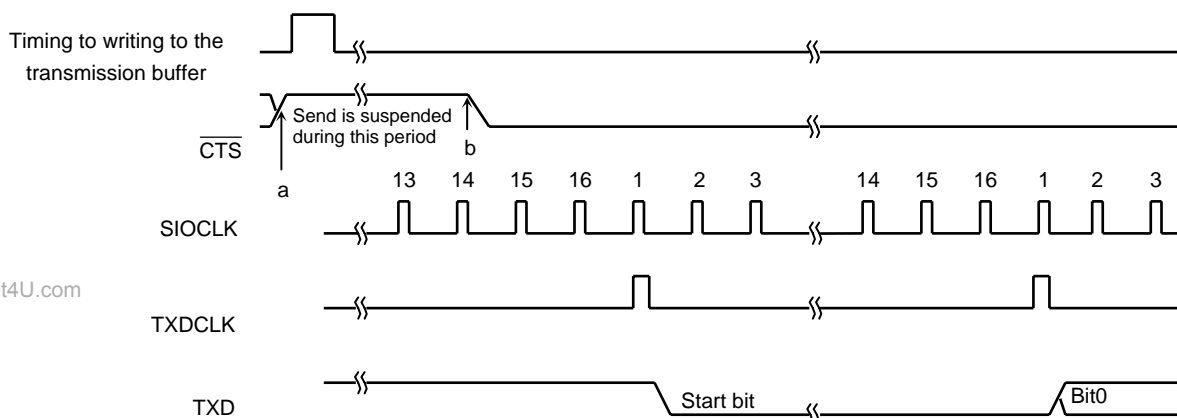 Timing to writing to the
transmission buffer
Send is suspended
during this period
CTS
a
b
13 14 15 16 1 2 3 14 15 16 1 2 3
SIOCLK
t4U.com
TXDCLK
TXD
Start bit
Bit0